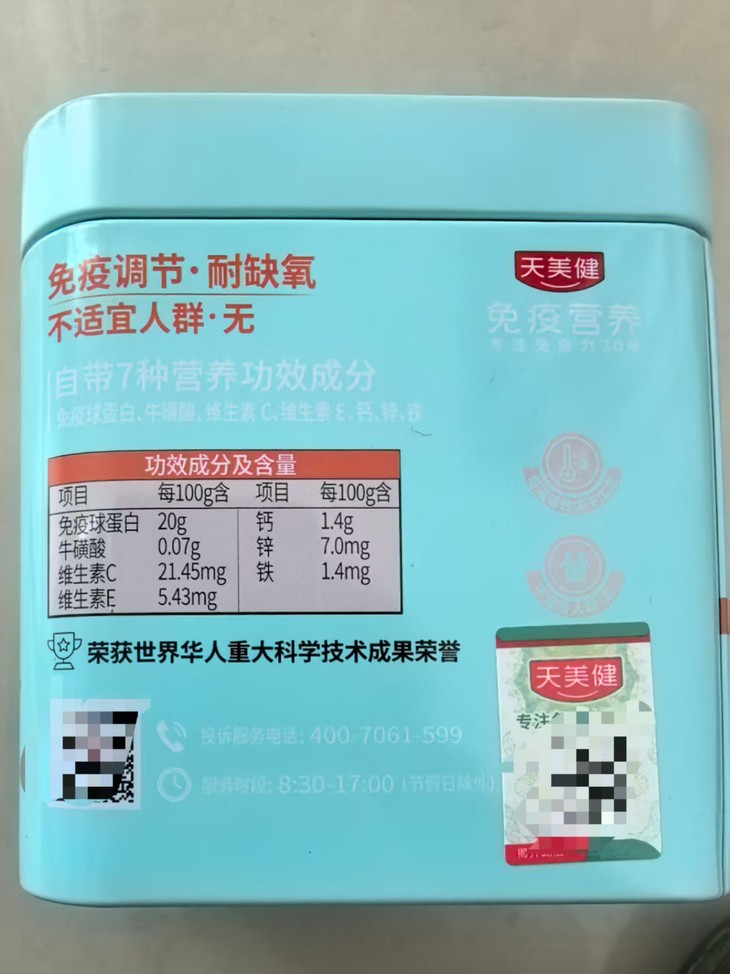 免疫调节·耐缺氧
不适宜人群·无
天美健
免疫营养
专注免疫力30年
自带7种营养功效成分
免疫球蛋白、牛磺酸、维生素C、维生素E、钙、锌、铁
功效成分及含量
项目 每100g含 项目 每100g含
免疫球蛋白 20g 钙 1.4g
牛磺酸 0.07g 锌 7.0mg
维生素C 21.45mg 铁 1.4mg
维生素E 5.43mg
荣获世界华人重大科学技术成果荣誉
投诉服务电话：400-7061-599
服务时段：8:30-17:00（节假日除外）
天美健
专注